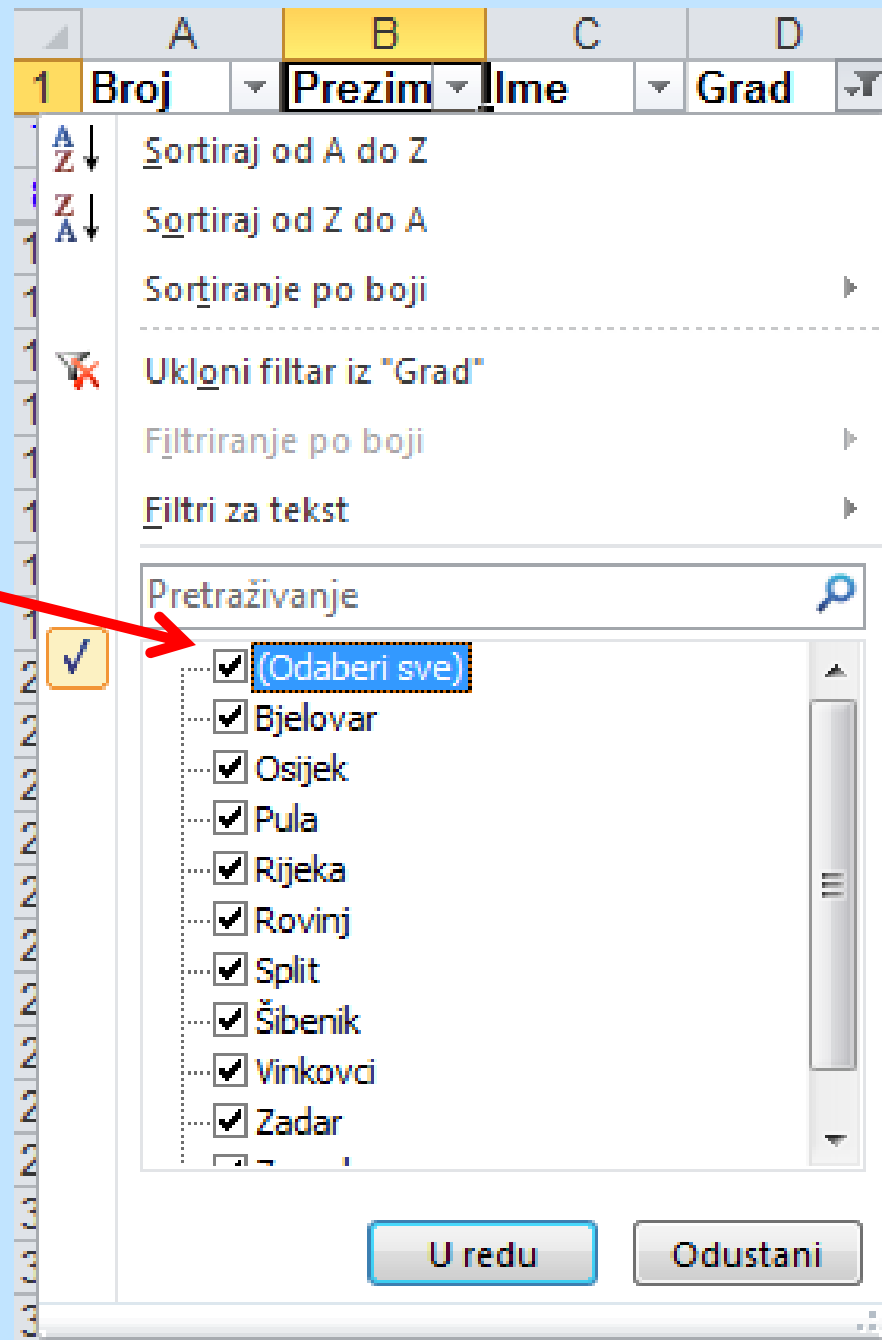 A B C D
1 Broj Prezim Ime Grad
Sortiraj od A do Z
Sortiraj od Z do A
Sortiranje po boji
Ukloni filtar iz "Grad"
Filtriranje po boji
Filtri za tekst
Pretraživanje
(Odaberi sve)
Bjelovar
Osijek
Pula
Rijeka
Rovinj
Split
Šibenik
Vinkovci
Zadar
U redu Odustani